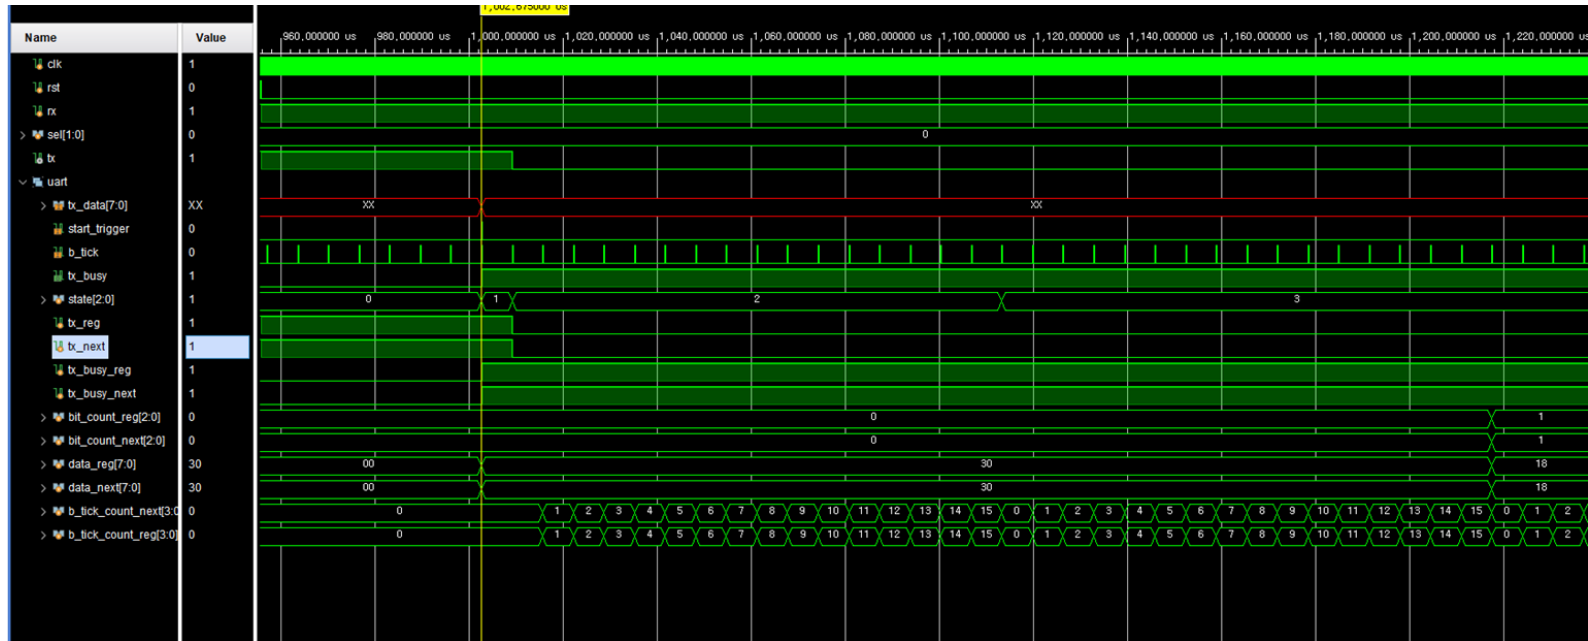 1,002.675000 us
Name Value 960,000000 us 980,000000 us 1,000,000000 us 1,020,000000 us 1,040,000000 us 1,060,000000 us 1,080,000000 us 1,100,000000 us 1,120,000000 us 1,140,000000 us 1,160,000000 us 1,180,000000 us 1,200,000000 us 1,220,000000 us
clk 1
rst 0
rx 1
sel[1:0] 0 0
tx 1
uart
tx_data[7:0] XX XX XX
start_trigger 0
b_tick 0
tx_busy 1
state[2:0] 1 0 1 2 3
tx_reg 1
tx_next 1
tx_busy_reg 1
tx_busy_next 1
bit_count_reg[2:0] 0 0 1
bit_count_next[2:0] 0 0 1
data_reg[7:0] 30 00 30 18
data_next[7:0] 30 00 30 18
b_tick_count_next[3:0 0 0 1 2 3 4 5 6 7 8 9 10 11 12 13 14 15 0 1 2 3 4 5 6 7 8 9 10 11 12 13 14 15 0 1 2
b_tick_count_reg[3:0] 0 0 1 2 3 4 5 6 7 8 9 10 11 12 13 14 15 0 1 2 3 4 5 6 7 8 9 10 11 12 13 14 15 0 1 2